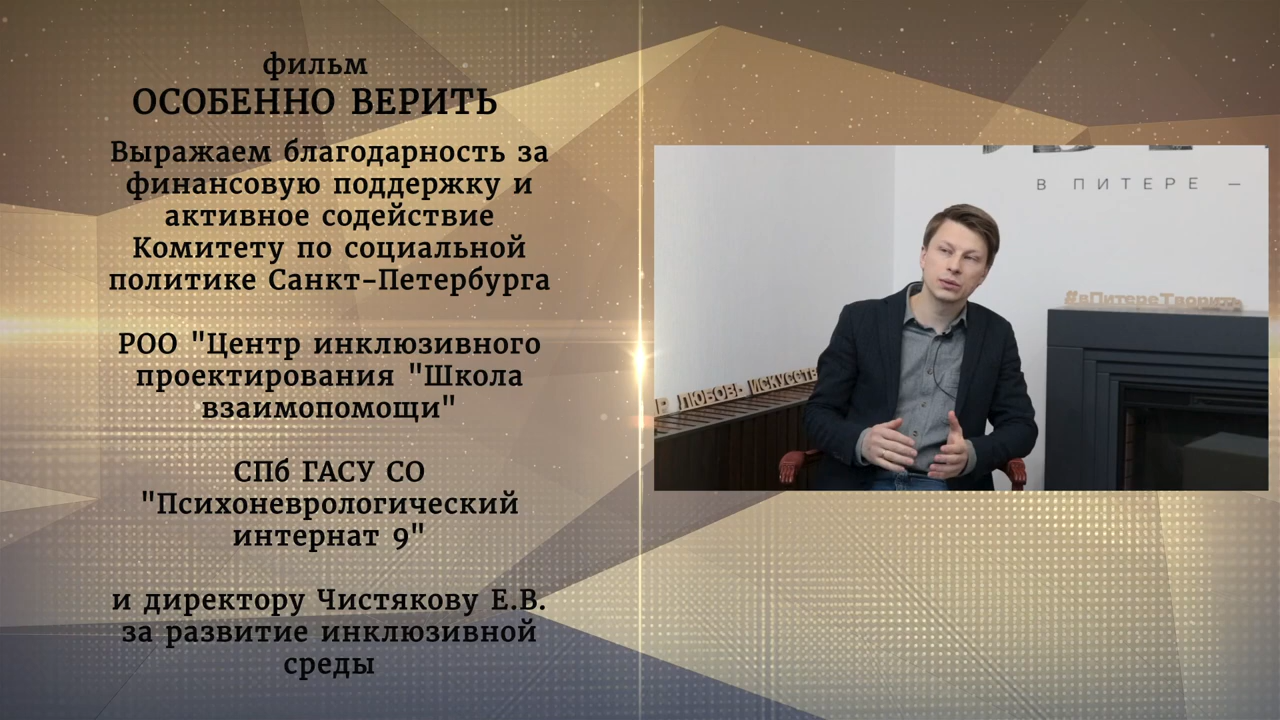 фильм
ОСОБЕННО ВЕРИТЬ
Выражаем благодарность за
финансовую поддержку и
активное содействие
Комитету по социальной
политике Санкт-Петербурга
РОО "Центр инклюзивного
проектирования "Школа
взаимопомощи"
СПб ГАСУ СО
"Психоневрологический
интернат 9"
и директору Чистякову Е.В.
за развитие инклюзивной
среды
В ПИТЕРЕ —
#вПитереТворить
ЛЮБОВЬ ИСКУССТВ